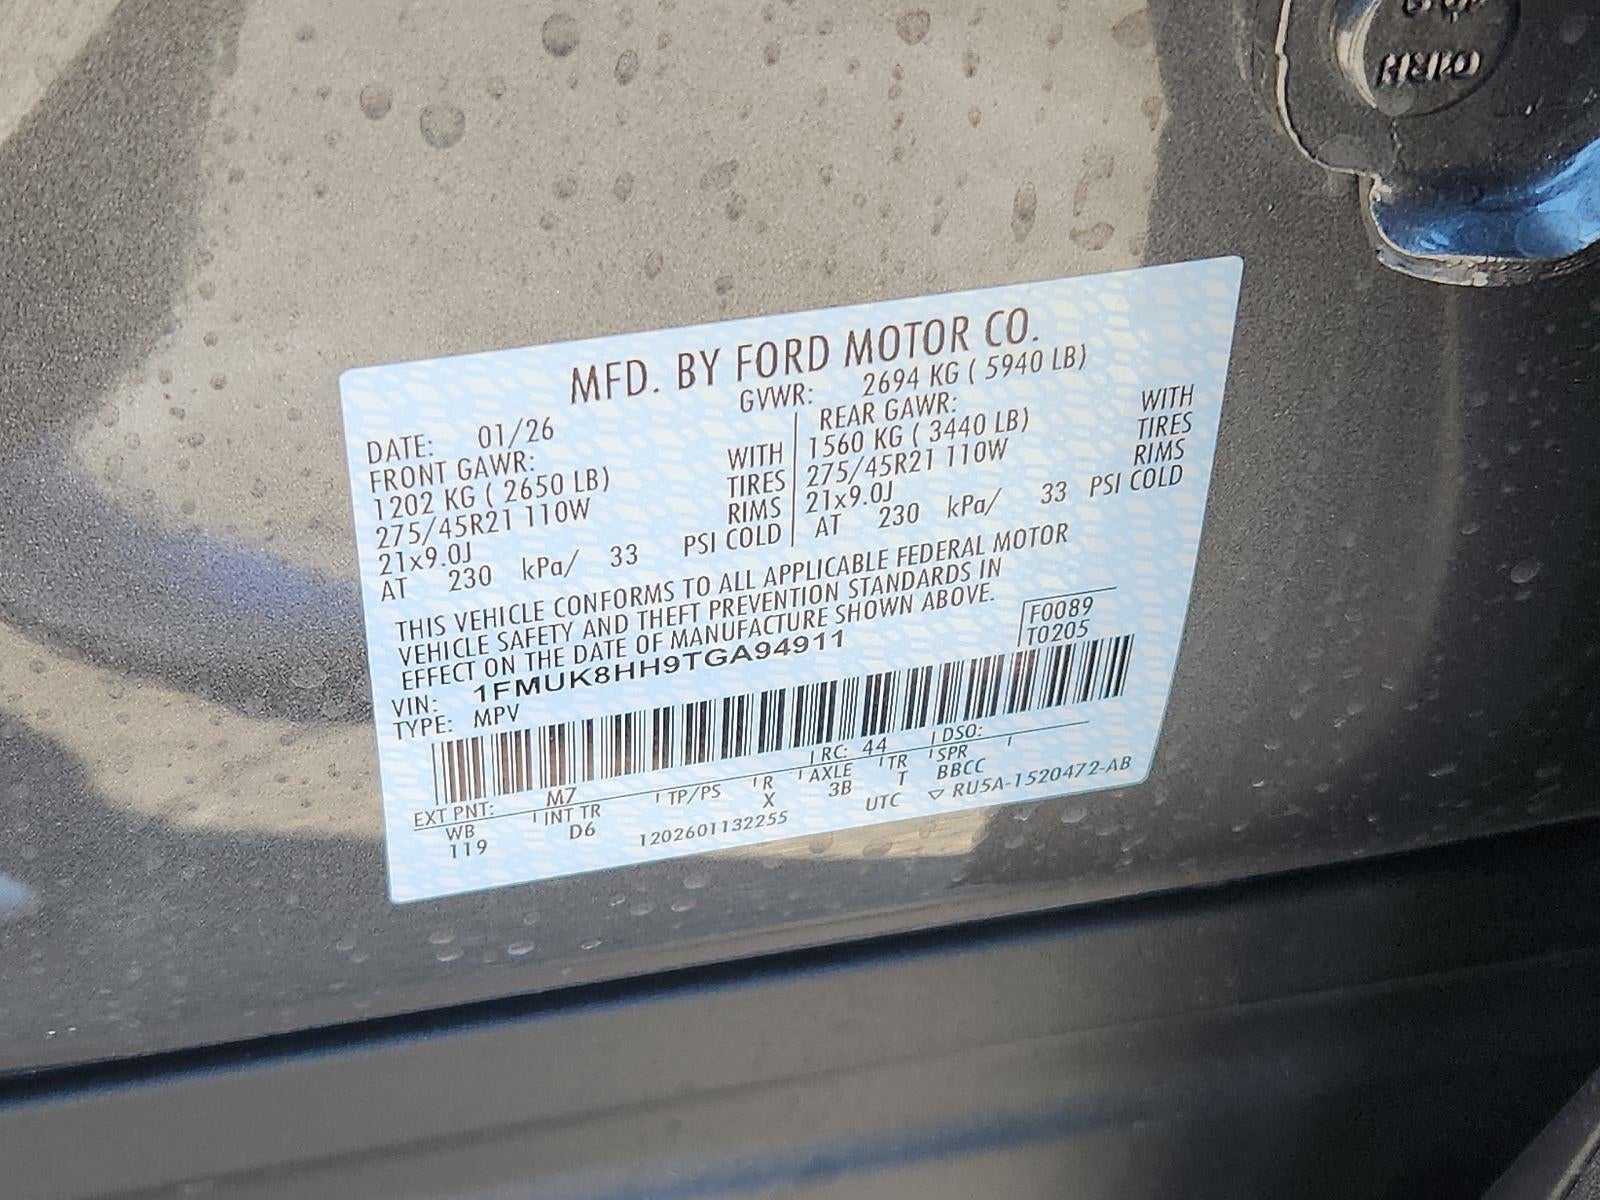 MFD. BY FORD MOTOR CO.
DATE: 01/26 GVWR: 2694 KG ( 5940 LB)
FRONT GAWR: REAR GAWR:
1202 KG ( 2650 LB) WITH 1560 KG ( 3440 LB) WITH
275/45R21 110W TIRES 275/45R21 110W TIRES
21x9.0J RIMS 21x9.0J RIMS
AT 230 kPa/ 33 PSI COLD AT 230 kPa/ 33 PSI COLD
THIS VEHICLE CONFORMS TO ALL APPLICABLE FEDERAL MOTOR
VEHICLE SAFETY AND THEFT PREVENTION STANDARDS IN
EFFECT ON THE DATE OF MANUFACTURE SHOWN ABOVE.
F0089
T0205
VIN: 1FMUK8HH9TGA94911
TYPE: MPV
EXT PNT: M7 RC: 44 DSO:
WB INT TR TP/PS R AXLE TR SPR
119 D6 X 3B T BBCC
1202601132255 UTC ▽ RU5A-1520472-AB